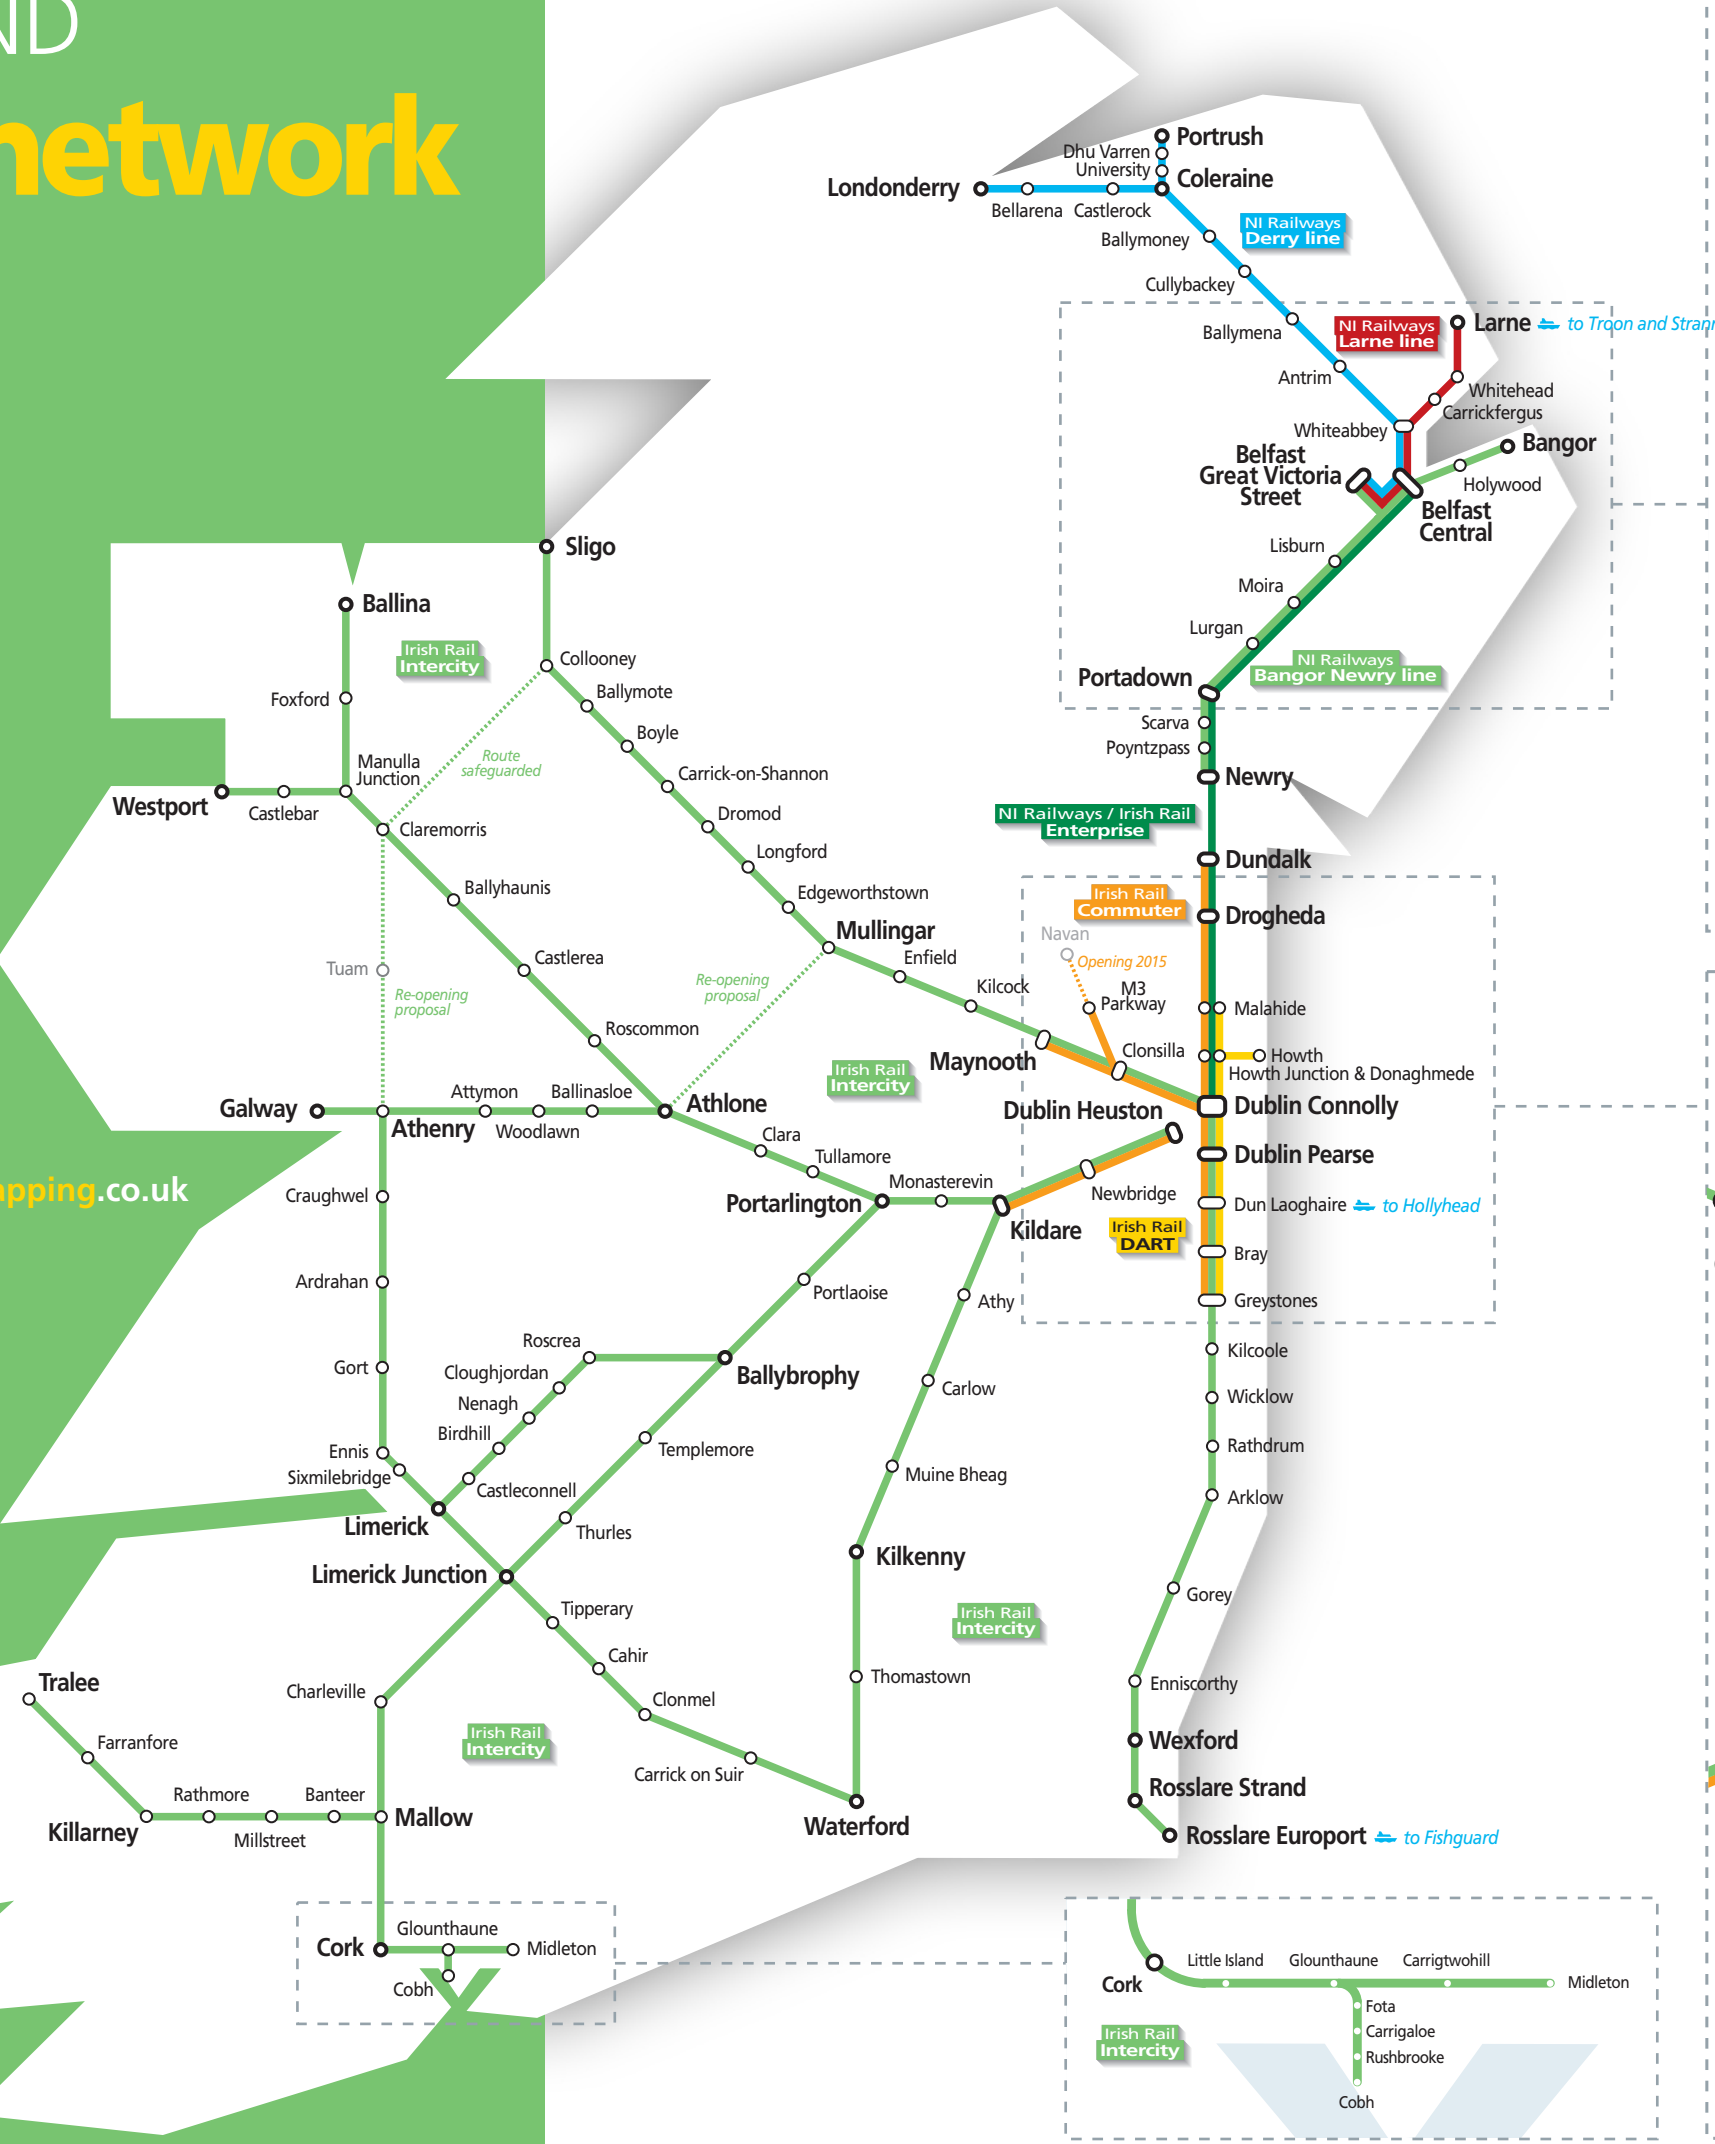 ND
network
Portrush
Dhu Varren
University
Coleraine
Londonderry
Bellarena
Castlerock
NI Railways
Derry line
Ballymoney
Cullybackey
Ballymena
NI Railways
Larne line
Larne
to Troon and Stranr
Antrim
Whitehead
Carrickfergus
Whiteabbey
Bangor
Belfast
Great Victoria
Street
Holywood
Belfast
Central
Lisburn
Sligo
Moira
Ballina
Lurgan
Irish Rail
Intercity
Collooney
NI Railways
Bangor Newry line
Portadown
Foxford
Ballymote
Scarva
Boyle
Poyntzpass
Route
safeguarded
Manulla
Junction
Carrick-on-Shannon
Newry
Westport
Castlebar
Dromod
NI Railways / Irish Rail
Enterprise
Claremorris
Longford
Dundalk
Ballyhaunis
Edgeworthstown
Irish Rail
Commuter
Drogheda
Mullingar
Navan
Castlerea
Enfield
Opening 2015
Tuam
Re-opening
proposal
Re-opening
proposal
Kilcock
M3
Parkway
Malahide
Roscommon
Clonsilla
Maynooth
Howth
Howth Junction & Donaghmede
Irish Rail
Intercity
Attymon
Ballinasloe
Galway
Athlone
Dublin Heuston
Dublin Connolly
Athenry
Woodlawn
Clara
Tullamore
Dublin Pearse
apping.co.uk
Craughwel
Monasterevin
Newbridge
Portarlington
Dun Laoghaire
to Hollyhead
Kildare
Irish Rail
DART
Bray
Ardrahan
Portlaoise
Athy
Greystones
Roscrea
Kilcoole
Gort
Cloughjordan
Ballybrophy
Carlow
Wicklow
Nenagh
Birdhill
Ennis
Templemore
Rathdrum
Sixmilebridge
Castleconnell
Muine Bheag
Arklow
Limerick
Thurles
Kilkenny
Limerick Junction
Gorey
Tipperary
Irish Rail
Intercity
Cahir
Tralee
Thomastown
Enniscorthy
Charleville
Clonmel
Farranfore
Irish Rail
Intercity
Wexford
Carrick on Suir
Rosslare Strand
Rathmore
Banteer
Killarney
Millstreet
Mallow
Waterford
Rosslare Europort
to Fishguard
Glounthaune
Cork
Midleton
Cobh
Little Island
Glounthaune
Carrigtwohill
Cork
Midleton
Fota
Irish Rail
Intercity
Carrigaloe
Rushbrooke
Cobh